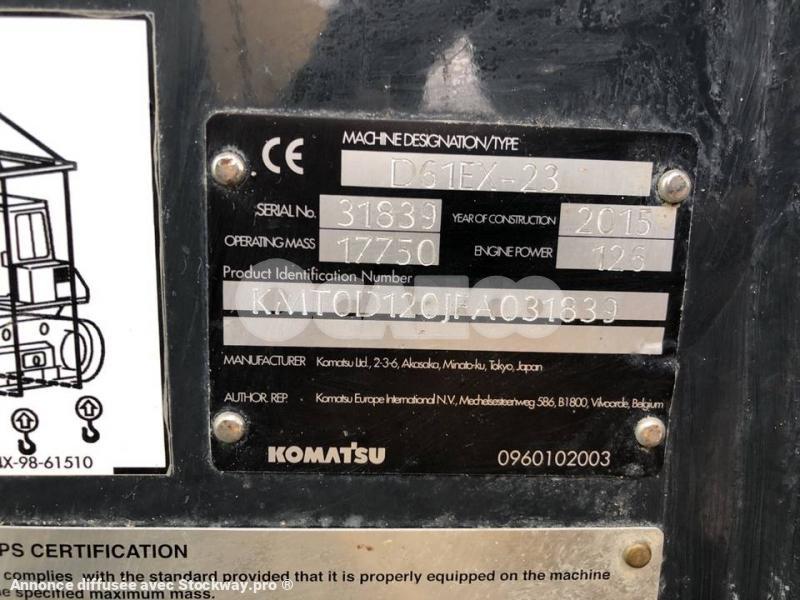 CE
MACHINE DESIGNATION/TYPE
D61EX-23
SERIAL No. 31839 YEAR OF CONSTRUCTION 2015
OPERATING MASS 17750 ENGINE POWER 126
Product Identification Number
KMT0D120JFA031839
MANUFACTURER Komatsu Ltd., 2-3-6, Akasaka, Minato-ku, Tokyo, Japan
AUTHOR. REP. Komatsu Europe International N.V., Mechelsesteenweg 586, B1800, Vilvoorde, Belgium
KOMATSU 0960102003
X-98-61510
PS CERTIFICATION
complies with the standard provided that it is properly equipped on the machine
specified maximum mass.
Annonce diffusée avec Stockway.pro ®